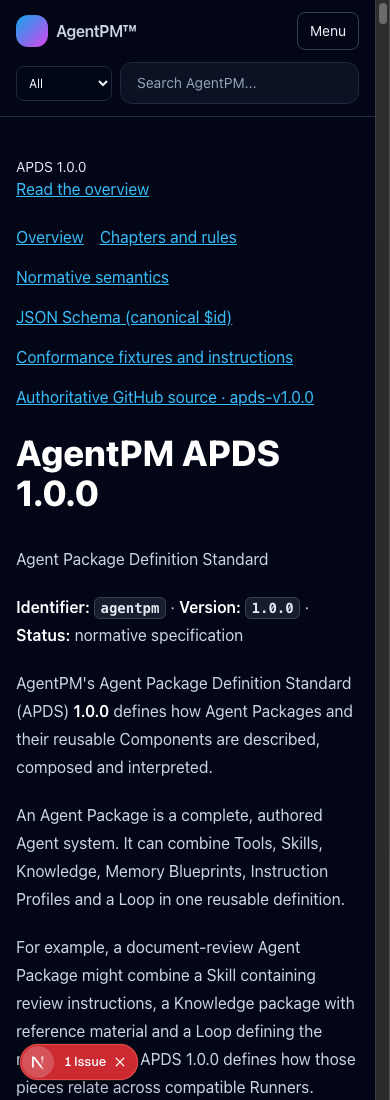 AgentPM™
Menu
All
Search AgentPM...
APDS 1.0.0
Read the overview
Overview Chapters and rules
Normative semantics
JSON Schema (canonical $id)
Conformance fixtures and instructions
Authoritative GitHub source · apds-v1.0.0
AgentPM APDS
1.0.0
Agent Package Definition Standard
Identifier: agentpm · Version: 1.0.0 ·
Status: normative specification
AgentPM's Agent Package Definition Standard
(APDS) 1.0.0 defines how Agent Packages and
their reusable Components are described,
composed and interpreted.
An Agent Package is a complete, authored
Agent system. It can combine Tools, Skills,
Knowledge, Memory Blueprints, Instruction
Profiles and a Loop in one reusable definition.
For example, a document-review Agent
Package might combine a Skill containing
review instructions, a Knowledge package with
reference material and a Loop defining the
APDS 1.0.0 defines how those
pieces relate across compatible Runners.
N 1 Issue